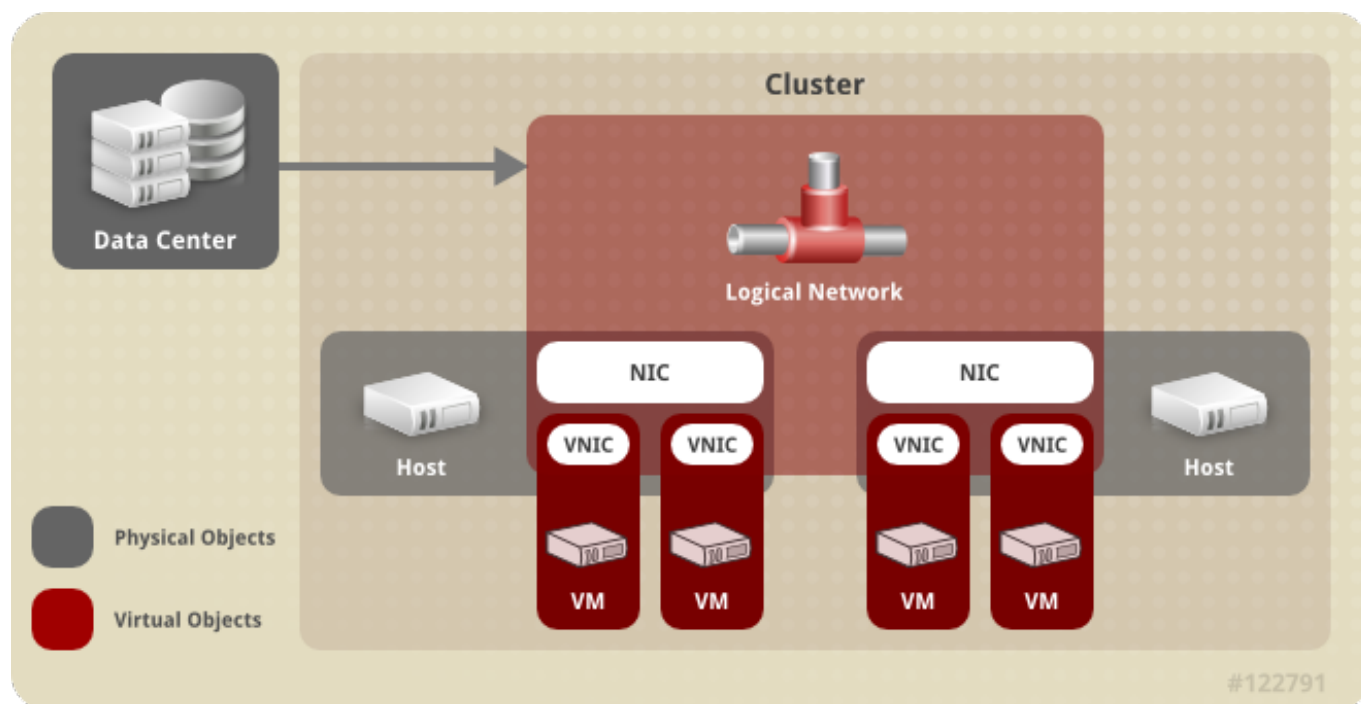 Cluster
Data Center
Logical Network
NIC
NIC
VNIC
VNIC
VNIC
VNIC
Host
Host
Physical Objects
VM
VM
VM
VM
Virtual Objects
#122791